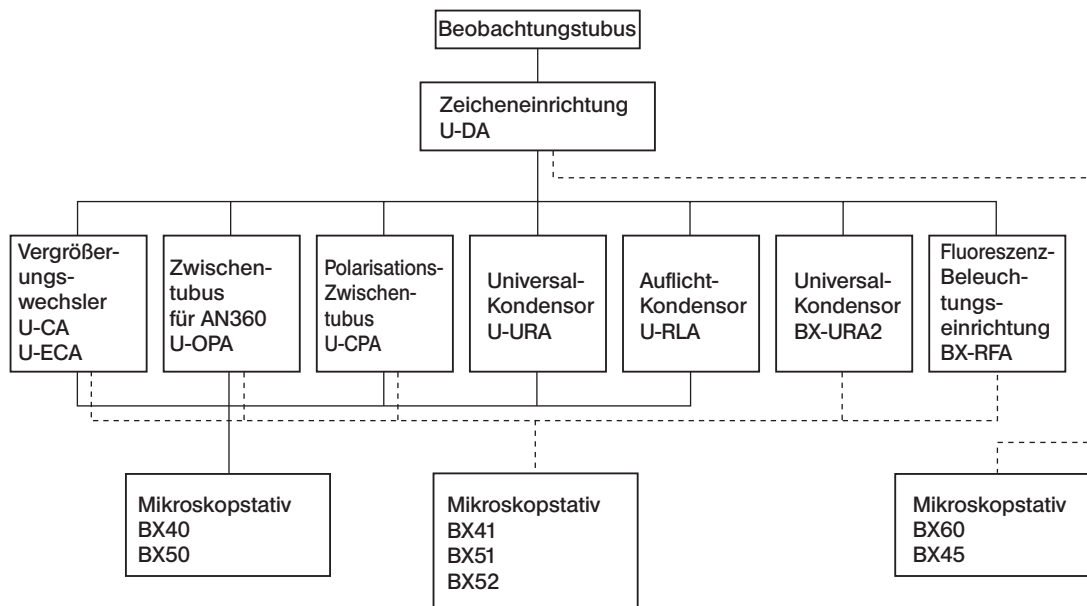 Beobachtungstubus
Zeicheneinrichtung
U-DA
Vergrößer-
ungs-
wechsler
U-CA
U-ECA
Zwischen-
tubus
für AN360
U-OPA
Polarisations-
Zwischen-
tubus
U-CPA
Universal-
Kondensor
U-URA
Auflicht-
Kondensor
U-RLA
Universal-
Kondensor
BX-URA2
Fluoreszenz-
Beleuch-
tungs-
einrichtung
BX-RFA
Mikroskopstativ
BX40
BX50
Mikroskopstativ
BX41
BX51
BX52
Mikroskopstativ
BX60
BX45